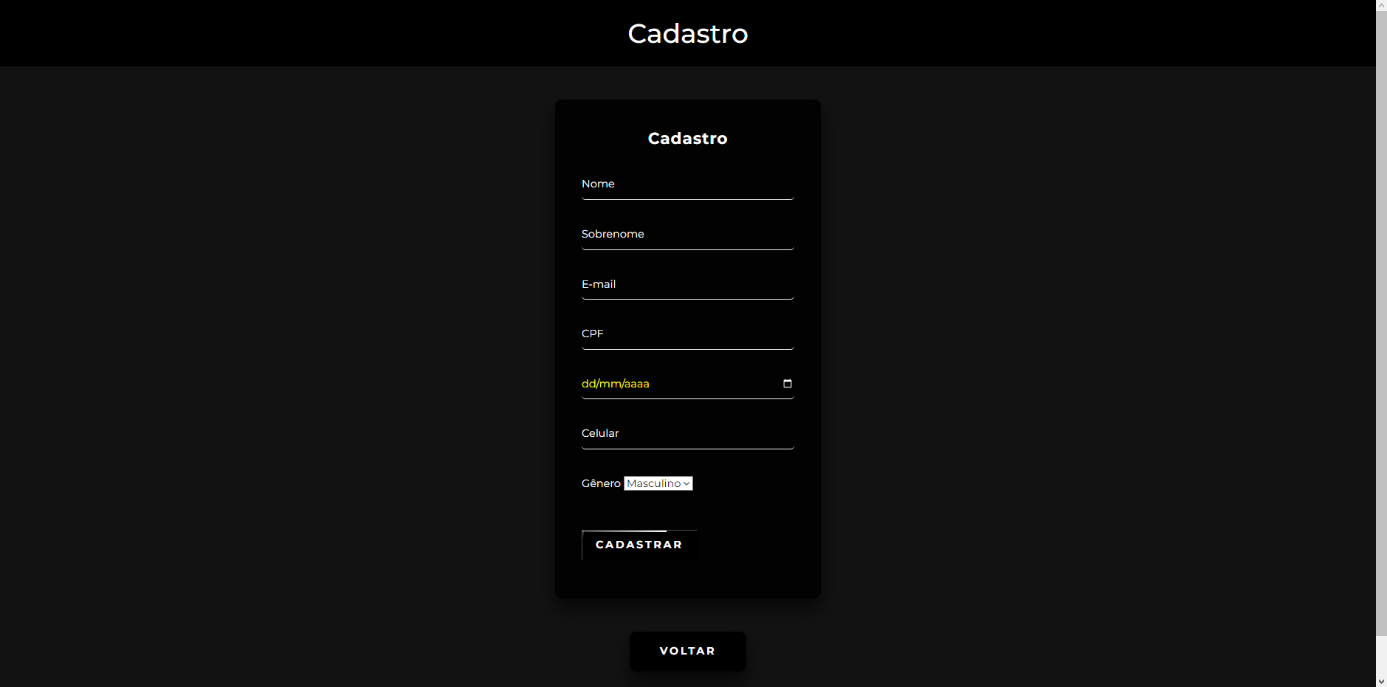 Cadastro
Cadastro
Nome
Sobrenome
E-mail
CPF
dd/mm/aaaa
Celular
Gênero Masculino
CADASTRAR
VOLTAR